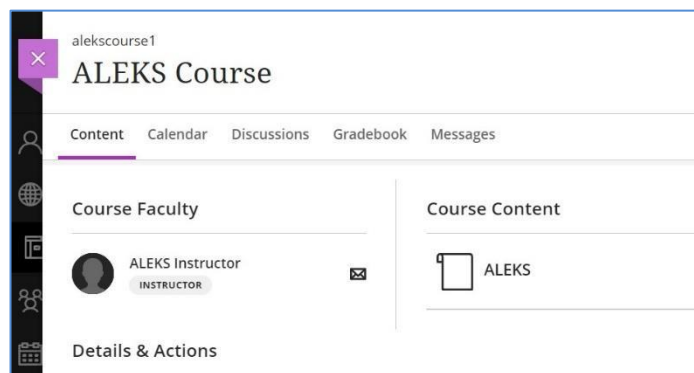 alekscourse1
ALEKS Course
Content Calendar Discussions Gradebook Messages
Course Faculty
ALEKS Instructor
INSTRUCTOR
Course Content
ALEKS
Details & Actions